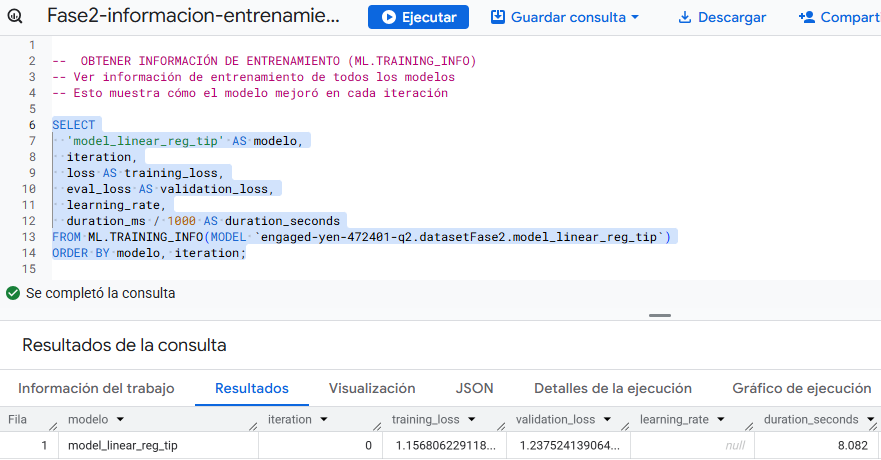 Fase2-informacion-entrenamie...
Ejecutar
Guardar consulta
Descargar
Comparti
1
2 -- OBTENER INFORMACIÓN DE ENTRENAMIENTO (ML.TRAINING_INFO)
3 -- Ver información de entrenamiento de todos los modelos
4 -- Esto muestra cómo el modelo mejoró en cada iteración
5
6 SELECT
7 'model_linear_reg_tip' AS modelo,
8 iteration,
9 loss AS training_loss,
10 eval_loss AS validation_loss,
11 learning_rate,
12 duration_ms / 1000 AS duration_seconds
13 FROM ML.TRAINING_INFO(MODEL `engaged-yen-472401-q2.datasetFase2.model_linear_reg_tip`)
14 ORDER BY modelo, iteration;
15
Se completó la consulta
Resultados de la consulta
Información del trabajo Resultados Visualización JSON Detalles de la ejecución Gráfico de ejecución
Fila modelo iteration training_loss validation_loss learning_rate duration_seconds
1 model_linear_reg_tip 0 1.156806229118... 1.237524139064... null 8.082